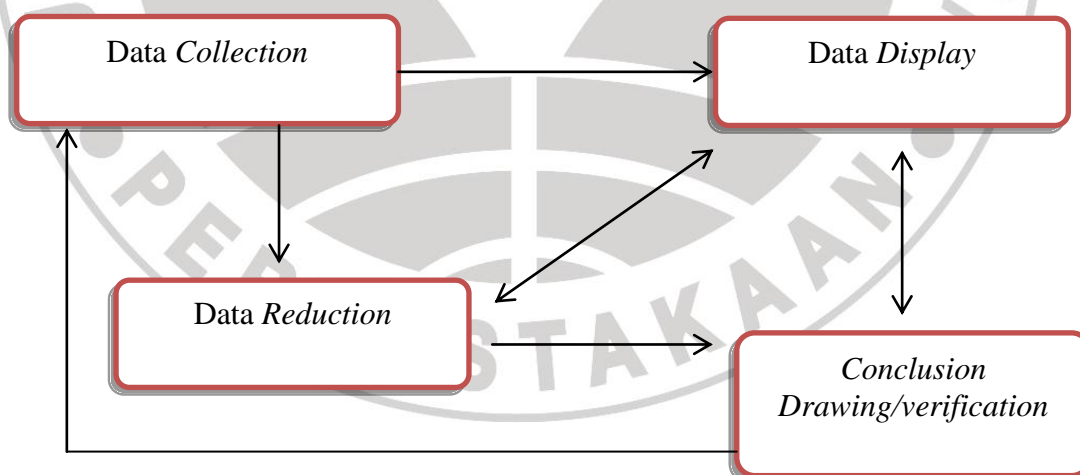 Data Collection
Data Display
Data Reduction
Conclusion
Drawing/verification